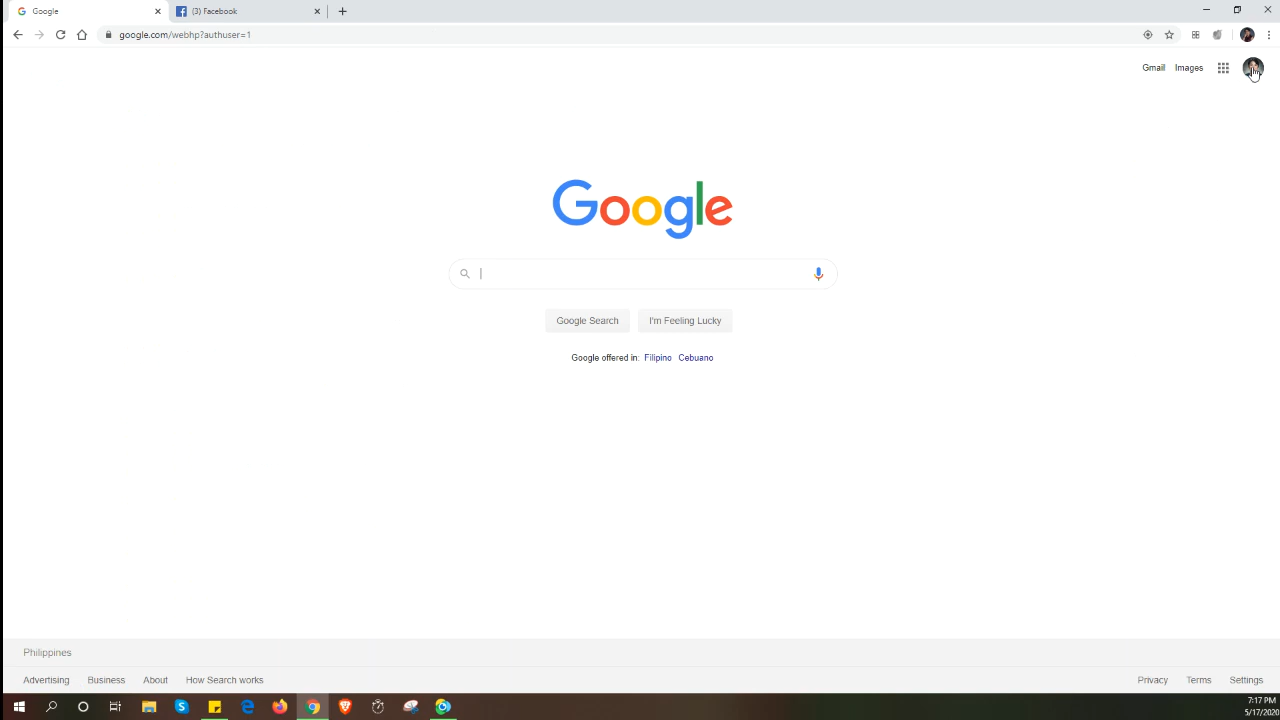 Google
(3) Facebook
google.com/webhp?authuser=1
Gmail Images
Google
Google Search I'm Feeling Lucky
Google offered in: Filipino Cebuano
Philippines
Advertising Business About How Search works
Privacy Terms Settings
7:17 PM
5/17/2020